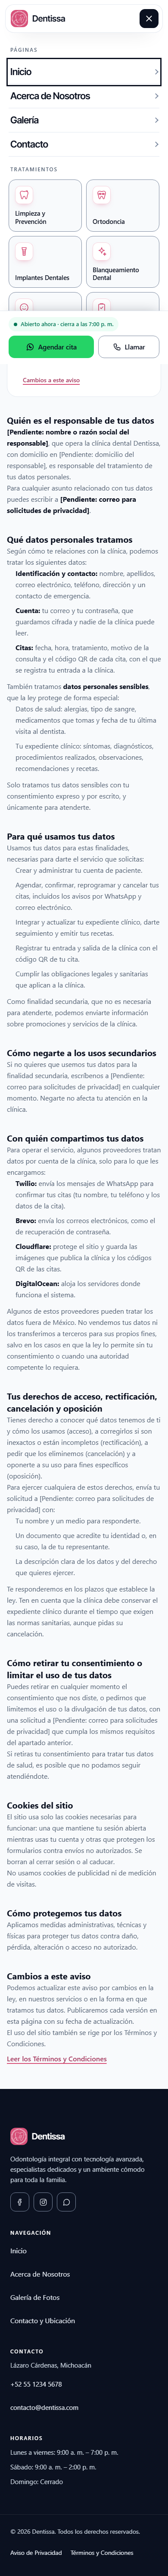 Dentissa
PÁGINAS
Inicio
Acerca de Nosotros
Galería
Contacto
TRATAMIENTOS
Limpieza y
Prevención
Ortodoncia
Implantes Dentales
Blanqueamiento
Dental
Abierto ahora · cierra a las 7:00 p. m.
Agendar cita
Llamar
Cambios a este aviso
Quién es el responsable de tus datos
[Pendiente: nombre o razón social del
responsable], que opera la clínica dental Dentissa,
con domicilio en [Pendiente: domicilio del
responsable], es responsable del tratamiento de
tus datos personales.
Para cualquier asunto relacionado con tus datos
puedes escribir a [Pendiente: correo para
solicitudes de privacidad].
Qué datos personales tratamos
Según cómo te relaciones con la clínica, podemos
tratar los siguientes datos:
Identificación y contacto: nombre, apellidos,
correo electrónico, teléfono, dirección y un
contacto de emergencia.
Cuenta: tu correo y tu contraseña, que
guardamos cifrada y nadie de la clínica puede
leer.
Citas: fecha, hora, tratamiento, motivo de la
consulta y el código QR de cada cita, con el que
se registra tu entrada a la clínica.
También tratamos datos personales sensibles,
que la ley protege de forma especial:
Datos de salud: alergias, tipo de sangre,
medicamentos que tomas y fecha de tu última
visita al dentista.
Tu expediente clínico: síntomas, diagnósticos,
procedimientos realizados, observaciones,
recomendaciones y recetas.
Solo tratamos tus datos sensibles con tu
consentimiento expreso y por escrito, y
únicamente para atenderte.
Para qué usamos tus datos
Usamos tus datos para estas finalidades,
necesarias para darte el servicio que solicitas:
Crear y administrar tu cuenta de paciente.
Agendar, confirmar, reprogramar y cancelar tus
citas, incluidos los avisos por WhatsApp y
correo electrónico.
Integrar y actualizar tu expediente clínico, darte
seguimiento y emitir tus recetas.
Registrar tu entrada y salida de la clínica con el
código QR de tu cita.
Cumplir las obligaciones legales y sanitarias
que aplican a la clínica.
Como finalidad secundaria, que no es necesaria
para atenderte, podemos enviarte información
sobre promociones y servicios de la clínica.
Cómo negarte a los usos secundarios
Si no quieres que usemos tus datos para la
finalidad secundaria, escríbenos a [Pendiente:
correo para solicitudes de privacidad] en cualquier
momento. Negarte no afecta tu atención en la
clínica.
Con quién compartimos tus datos
Para operar el servicio, algunos proveedores tratan
datos por cuenta de la clínica, solo para lo que les
encargamos:
Twilio: envía los mensajes de WhatsApp para
confirmar tus citas (tu nombre, tu teléfono y los
datos de la cita).
Brevo: envía los correos electrónicos, como el
de recuperación de contraseña.
Cloudflare: protege el sitio y guarda las
imágenes que publica la clínica y los códigos
QR de las citas.
DigitalOcean: aloja los servidores donde
funciona el sistema.
Algunos de estos proveedores pueden tratar los
datos fuera de México. No vendemos tus datos ni
los transferimos a terceros para sus propios fines,
salvo en los casos en que la ley lo permite sin tu
consentimiento o cuando una autoridad
competente lo requiera.
Tus derechos de acceso, rectificación,
cancelación y oposición
Tienes derecho a conocer qué datos tenemos de ti
y cómo los usamos (acceso), a corregirlos si son
inexactos o están incompletos (rectificación), a
pedir que los eliminemos (cancelación) y a
oponerte a su uso para fines específicos
(oposición).
Para ejercer cualquiera de estos derechos, envía tu
solicitud a [Pendiente: correo para solicitudes de
privacidad] con:
Tu nombre y un medio para responderte.
Un documento que acredite tu identidad o, en
su caso, la de tu representante.
La descripción clara de los datos y del derecho
que quieres ejercer.
Te responderemos en los plazos que establece la
ley. Ten en cuenta que la clínica debe conservar el
expediente clínico durante el tiempo que exigen
las normas sanitarias, aunque pidas su
cancelación.
Cómo retirar tu consentimiento o
limitar el uso de tus datos
Puedes retirar en cualquier momento el
consentimiento que nos diste, o pedirnos que
limitemos el uso o la divulgación de tus datos, con
una solicitud a [Pendiente: correo para solicitudes
de privacidad] que cumpla los mismos requisitos
del apartado anterior.
Si retiras tu consentimiento para tratar tus datos
de salud, es posible que no podamos seguir
atendiéndote.
Cookies del sitio
El sitio usa solo las cookies necesarias para
funcionar: una que mantiene tu sesión abierta
mientras usas tu cuenta y otras que protegen los
formularios contra envíos no autorizados. Se
borran al cerrar sesión o al caducar.
No usamos cookies de publicidad ni de medición
de visitas.
Cómo protegemos tus datos
Aplicamos medidas administrativas, técnicas y
físicas para proteger tus datos contra daño,
pérdida, alteración o acceso no autorizado.
Cambios a este aviso
Podemos actualizar este aviso por cambios en la
ley, en nuestros servicios o en la forma en que
tratamos tus datos. Publicaremos cada versión en
esta página con su fecha de actualización.
El uso del sitio también se rige por los Términos y
Condiciones.
Leer los Términos y Condiciones
Dentissa
Odontología integral con tecnología avanzada,
especialistas dedicados y un ambiente cómodo
para toda la familia.
NAVEGACIÓN
Inicio
Acerca de Nosotros
Galería de Fotos
Contacto y Ubicación
CONTACTO
Lázaro Cárdenas, Michoacán
+52 55 1234 5678
contacto@dentissa.com
HORARIOS
Lunes a viernes: 9:00 a. m. – 7:00 p. m.
Sábado: 9:00 a. m. – 2:00 p. m.
Domingo: Cerrado
© 2026 Dentissa. Todos los derechos reservados.
Aviso de Privacidad Términos y Condiciones